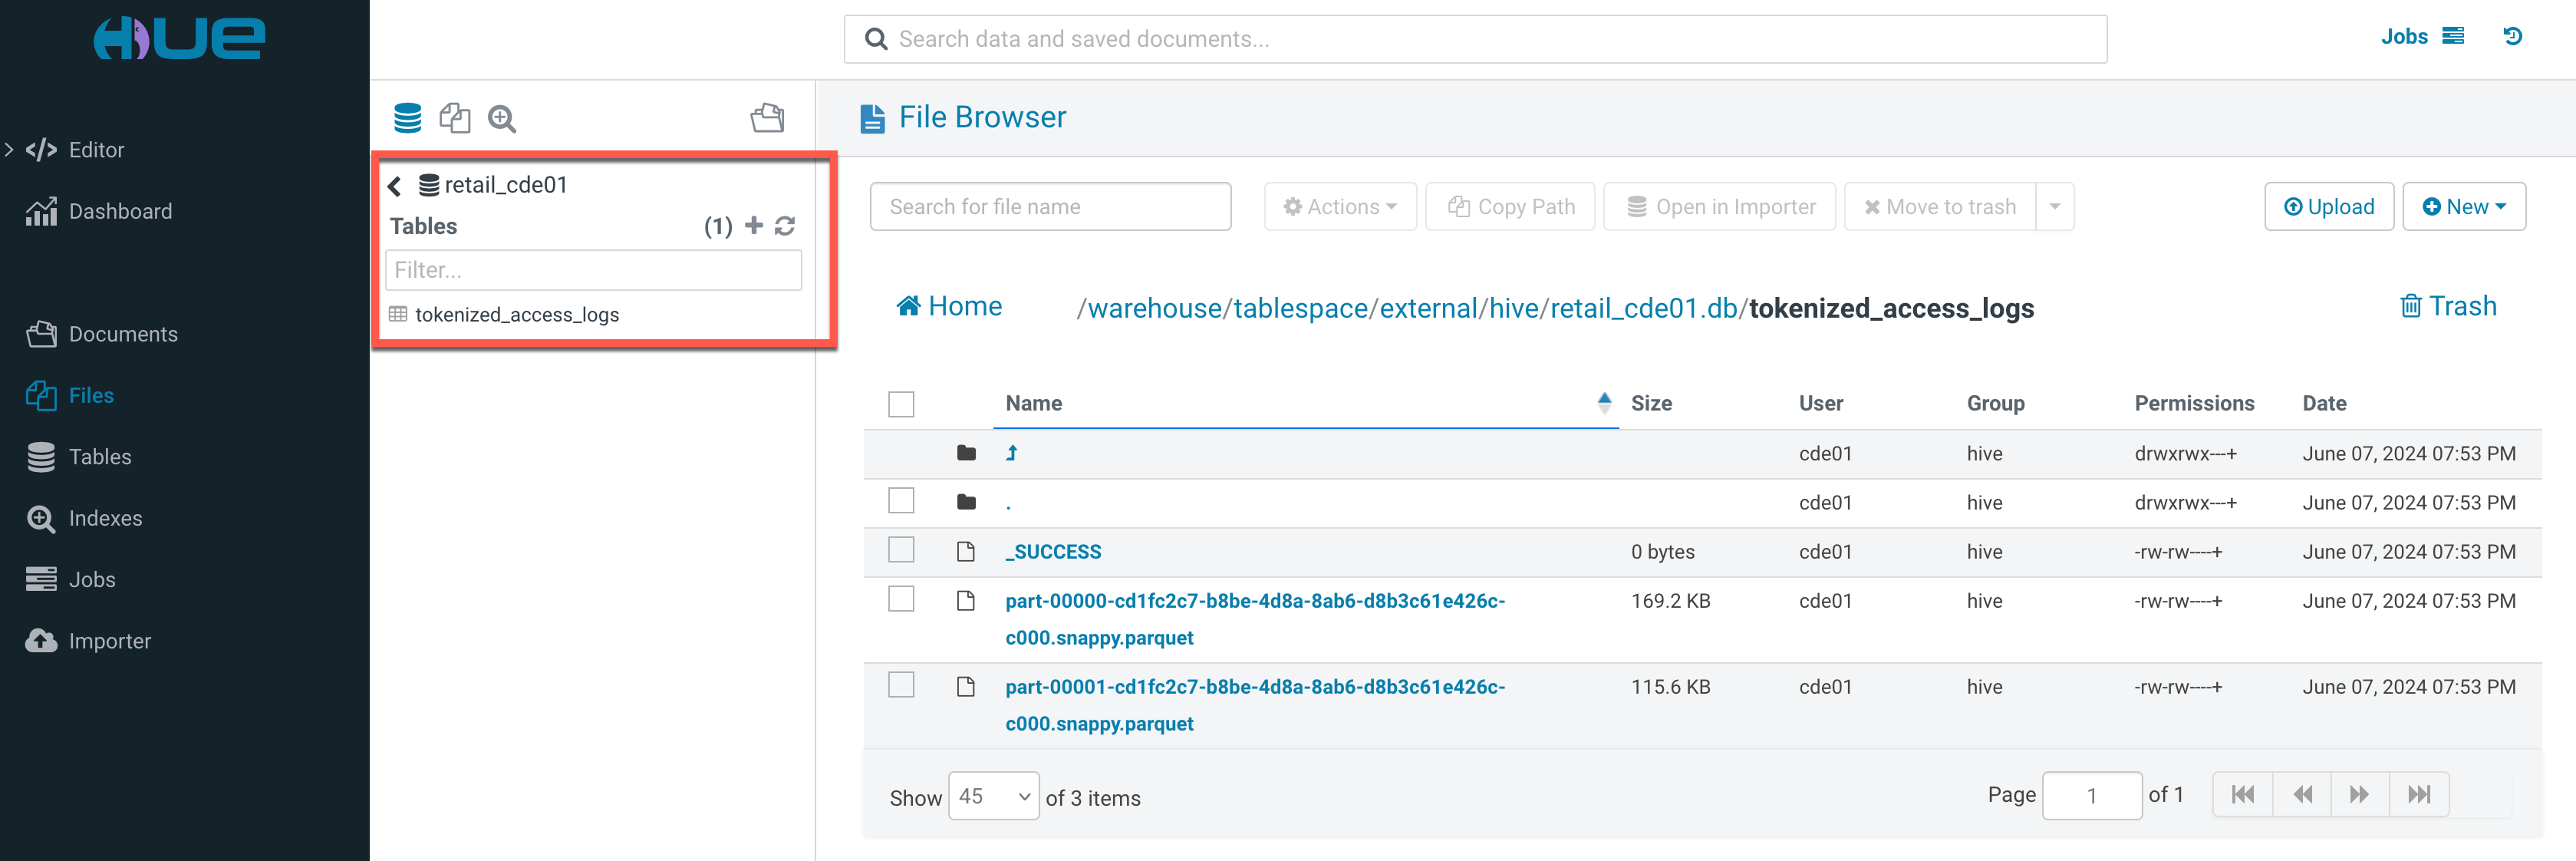 HUE
Search data and saved documents...
Jobs
Editor
Dashboard
Documents
Files
Tables
Indexes
Jobs
Importer
retail_cde01
Tables (1)
Filter...
tokenized_access_logs
File Browser
Search for file name
Actions
Copy Path
Open in Importer
Move to trash
Upload
New
Home
/warehouse/tablespace/external/hive/retail_cde01.db/tokenized_access_logs
Trash
Name Size User Group Permissions Date
cde01 hive drwxrwx---+ June 07, 2024 07:53 PM
. cde01 hive drwxrwx---+ June 07, 2024 07:53 PM
_SUCCESS 0 bytes cde01 hive -rw-rw----+ June 07, 2024 07:53 PM
part-00000-cd1fc2c7-b8be-4d8a-8ab6-d8b3c61e426c- 169.2 KB cde01 hive -rw-rw----+ June 07, 2024 07:53 PM
c000.snappy.parquet
part-00001-cd1fc2c7-b8be-4d8a-8ab6-d8b3c61e426c- 115.6 KB cde01 hive -rw-rw----+ June 07, 2024 07:53 PM
c000.snappy.parquet
Show 45 of 3 items
Page 1 of 1